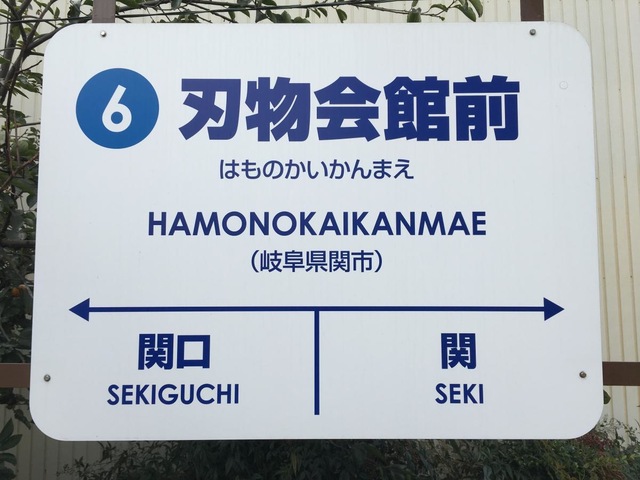 6 刃物会館前
はものかいかんまえ
HAMONOKAIKANMAE
(岐阜県関市)
関口 関
SEKIGUCHI SEKI